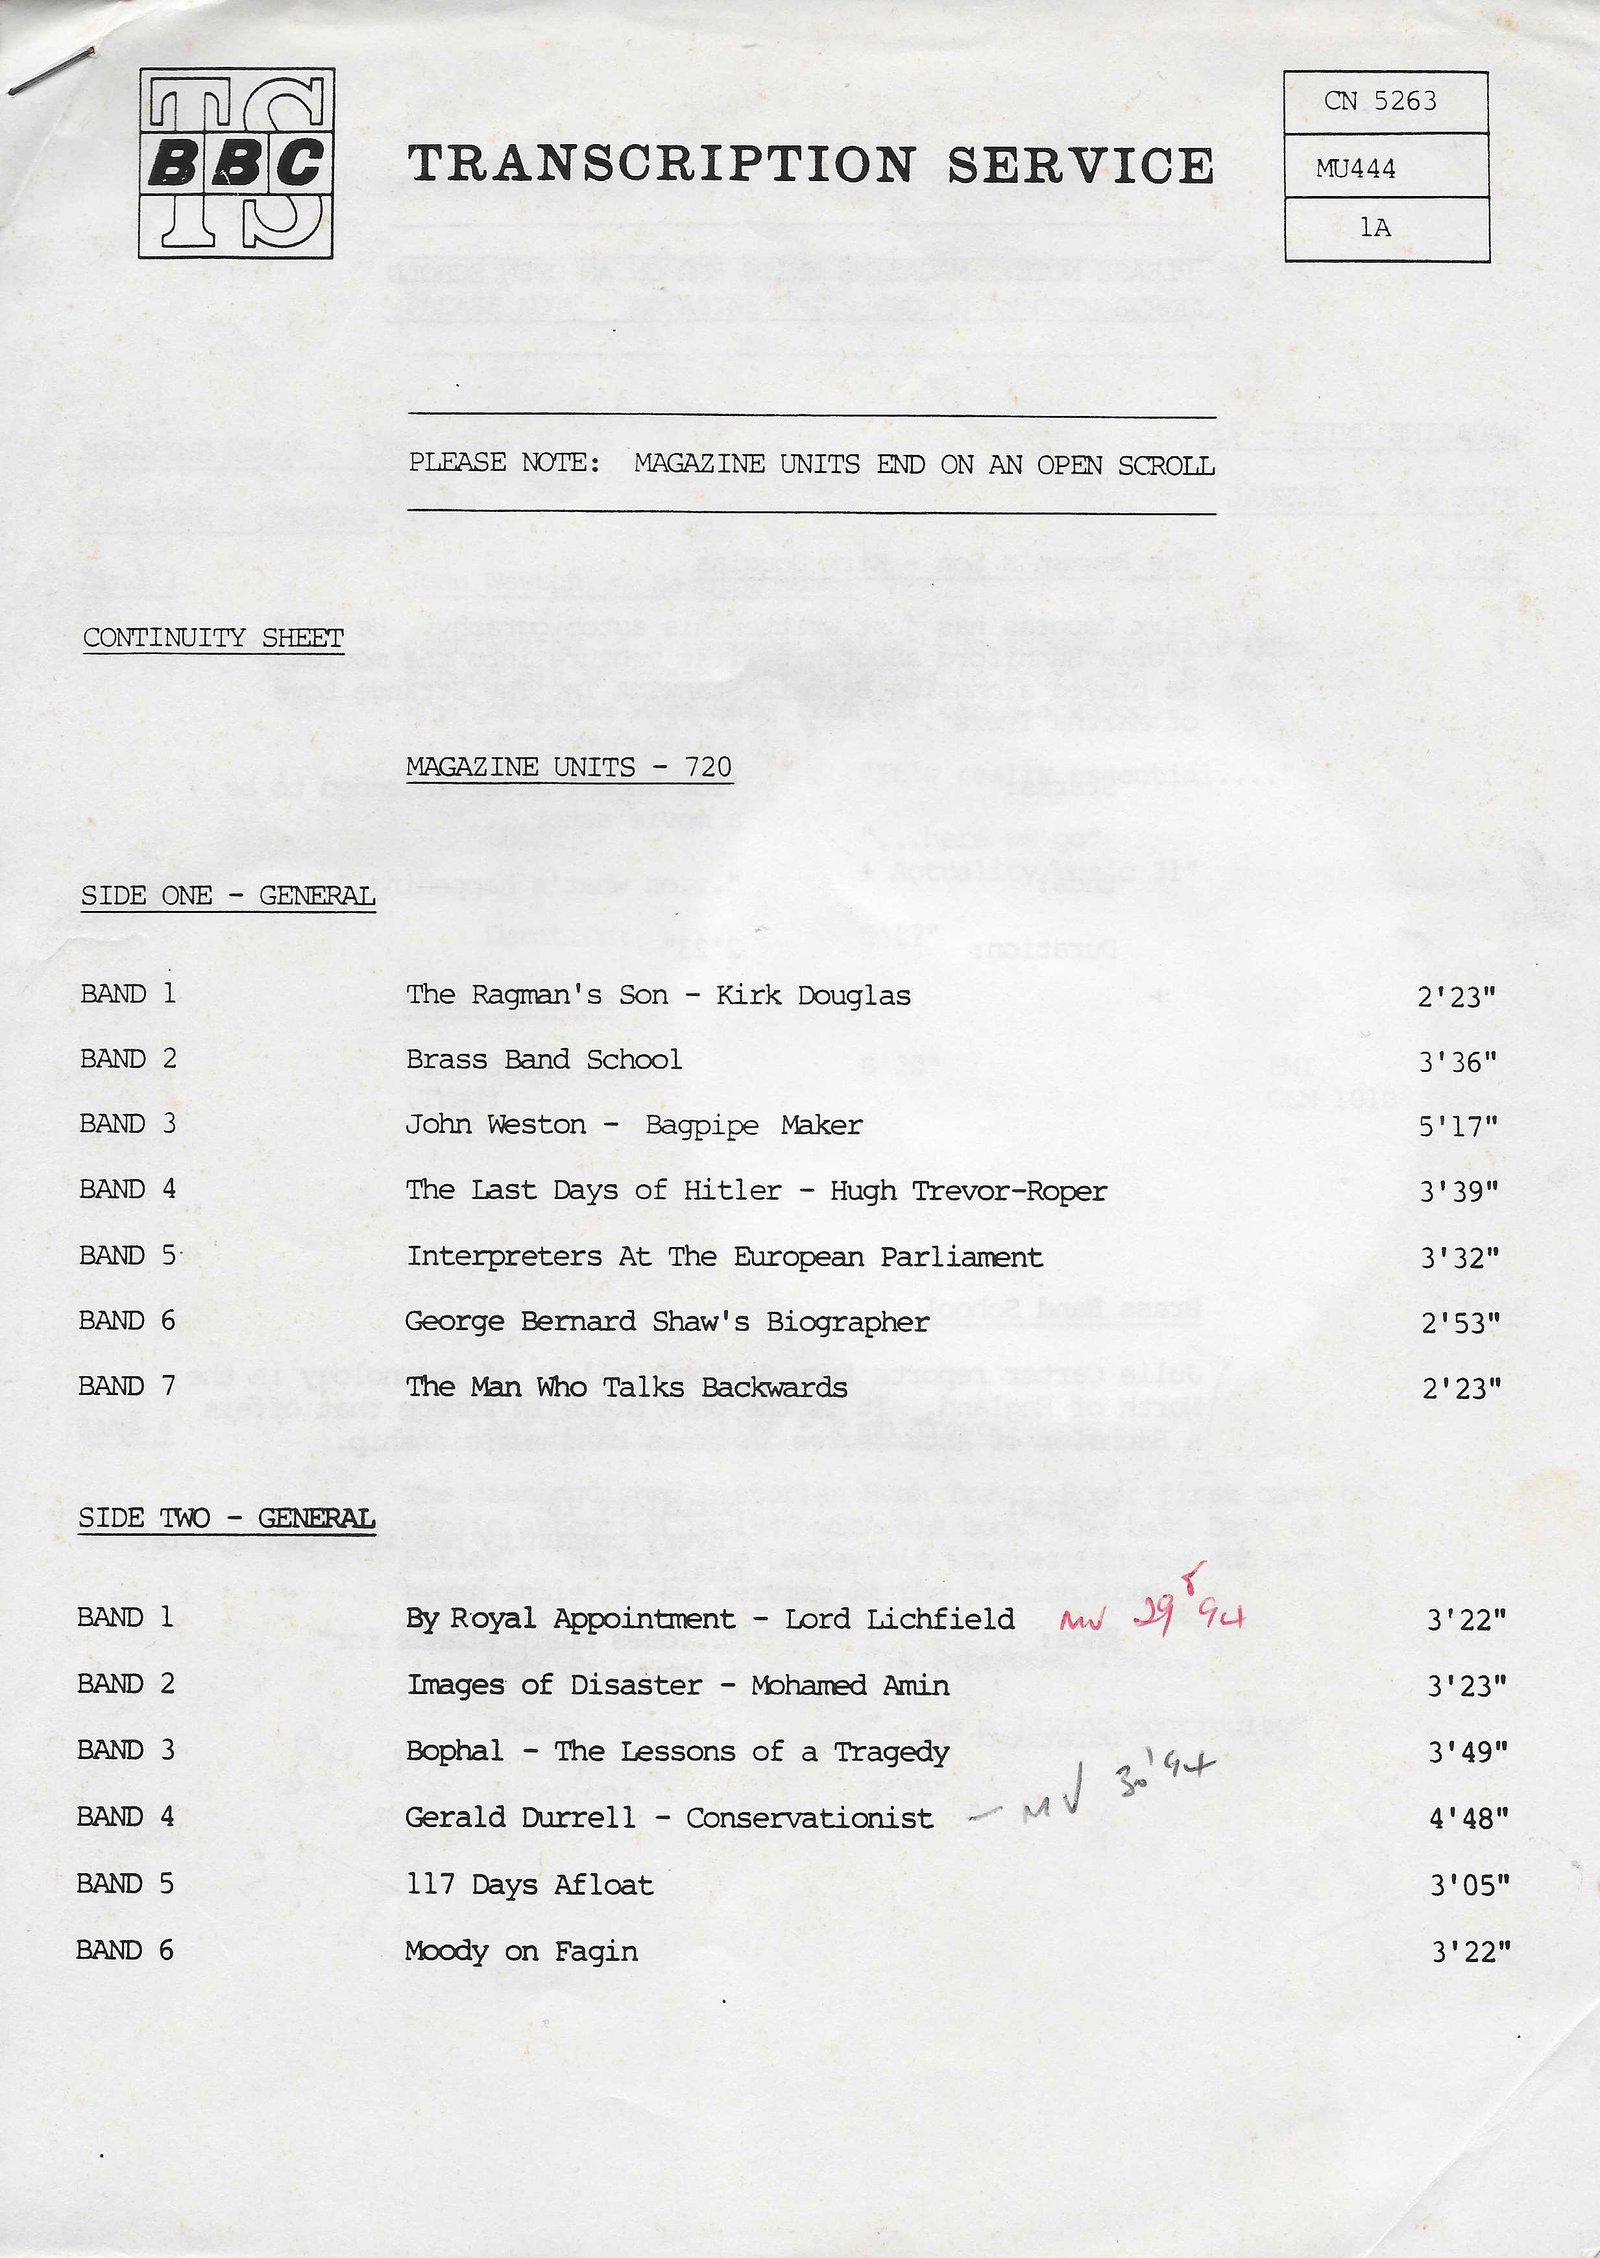 TS
BBC
TS
TRANSCRIPTION SERVICE
CN 5263
MU444
1A
PLEASE NOTE: MAGAZINE UNITS END ON AN OPEN SCROLL
CONTINUITY SHEET
MAGAZINE UNITS - 720
SIDE ONE - GENERAL
BAND 1 The Ragman's Son - Kirk Douglas 2'23"
BAND 2 Brass Band School 3'36"
BAND 3 John Weston - Bagpipe Maker 5'17"
BAND 4 The Last Days of Hitler - Hugh Trevor-Roper 3'39"
BAND 5 Interpreters At The European Parliament 3'32"
BAND 6 George Bernard Shaw's Biographer 2'53"
BAND 7 The Man Who Talks Backwards 2'23"
SIDE TWO - GENERAL
BAND 1 By Royal Appointment - Lord Lichfield MV 29 8 94 3'22"
BAND 2 Images of Disaster - Mohamed Amin 3'23"
BAND 3 Bophal - The Lessons of a Tragedy 3'49"
BAND 4 Gerald Durrell - Conservationist - MV 30'94 4'48"
BAND 5 117 Days Afloat 3'05"
BAND 6 Moody on Fagin 3'22"